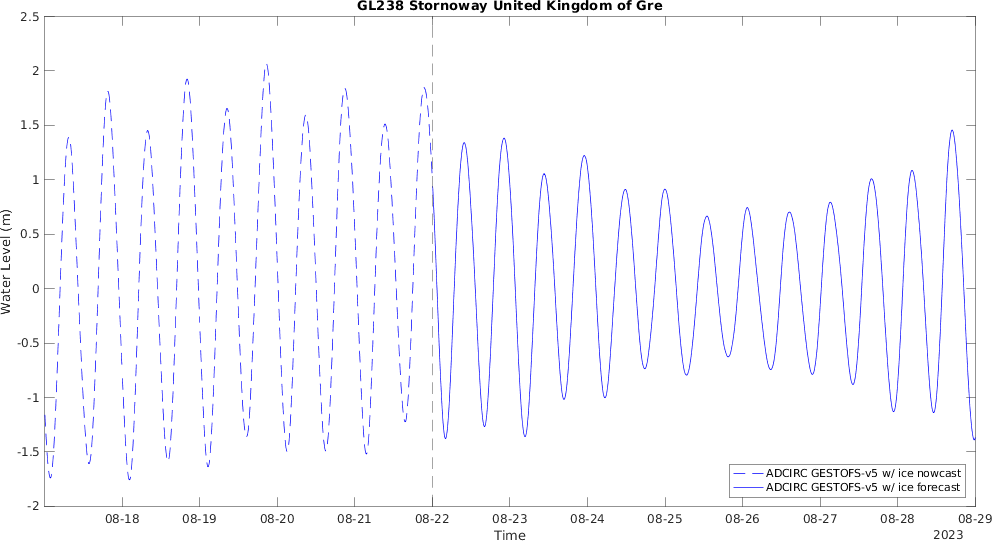 GL238 Stornoway United Kingdom of Gre
2.5
2
1.5
1
0.5
0
-0.5
-1
-1.5
-2
Water Level (m)
ADCIRC GESTOFS-v5 w/ ice nowcast
ADCIRC GESTOFS-v5 w/ ice forecast
08-18 08-19 08-20 08-21 08-22 08-23 08-24 08-25 08-26 08-27 08-28 08-29
Time 2023